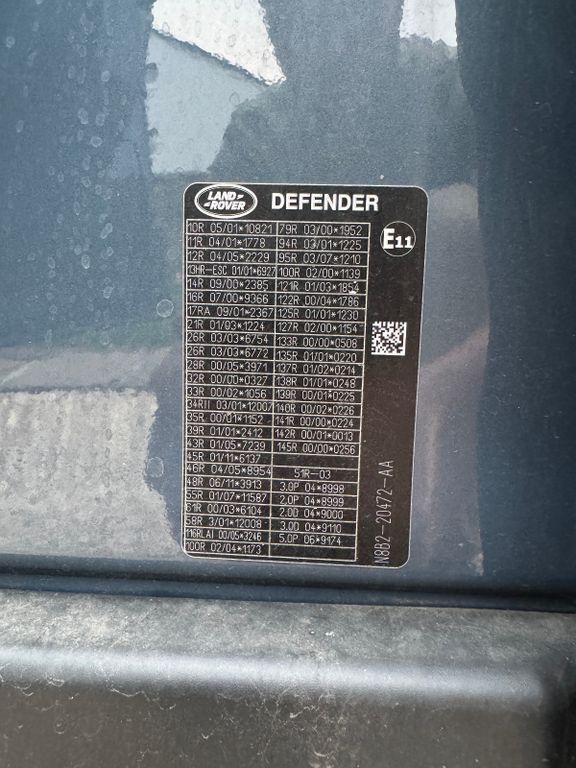 LAND
ROVER
DEFENDER
E11
10R 05/01*10821
11R 04/01*1778
12R 04/05*2229
13HR-ESC 01/01*6927
14R 09/00*2385
16R 07/00*9366
17RA 09/01*2367
21R 01/03*1224
26R 03/03*6754
26R 03/03*6772
28R 00/05*3971
32R 00/00*0327
33R 00/02*1056
34RII 03/01*12007
35R 00/01*1152
39R 01/01*2412
43R 01/05*7239
45R 01/11*6137
46R 04/05*8954
48R 06/11*3913
55R 01/07*11587
61R 00/03*6104
58R 3/01*12008
116RLAI 00/05*3246
100R 02/04*1173
79R 03/00*1952
94R 03/01*1225
95R 03/07*1210
100R 02/00*1139
121R 01/03*1854
122R 00/04*1786
125R 01/01*1230
127R 02/00*1154
133R 00/00*0508
135R 01/01*0220
137R 01/02*0214
138R 01/01*0248
139R 00/01*0225
140R 00/02*0226
141R 00/00*0224
142R 00/01*0013
145R 00/00*0256
51R-03
3.0P 04*8998
2.0P 04*8999
2.0D 04*9000
3.0D 04*9110
5.0P 06*9174
N8B2-20472-AA